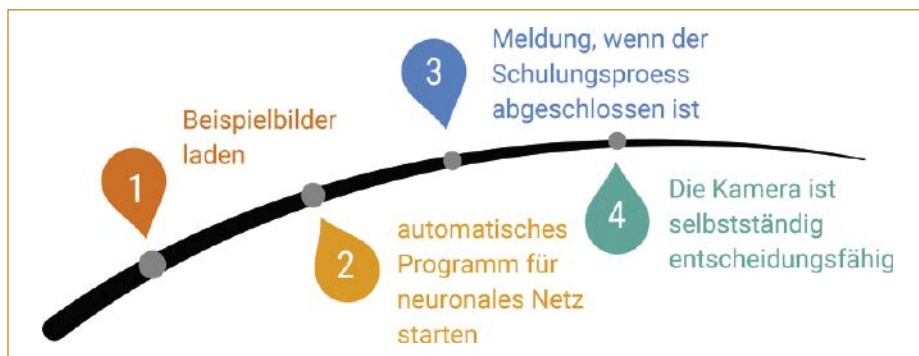 1
Beispielbilder
laden
2
automatisches
Programm für
neuronales Netz
starten
3
Meldung, wenn der
Schulungsproess
abgeschlossen ist
4
Die Kamera ist
selbstständig
entscheidungsfähig